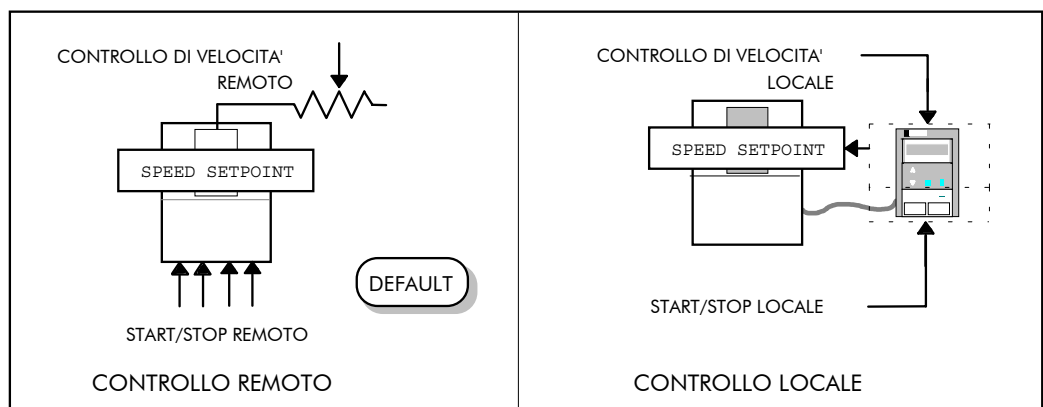 CONTROLLO DI VELOCITA'
REMOTO
SPEED SETPOINT
DEFAULT
START/STOP REMOTO
CONTROLLO REMOTO
CONTROLLO DI VELOCITA'
LOCALE
SPEED SETPOINT
START/STOP LOCALE
CONTROLLO LOCALE